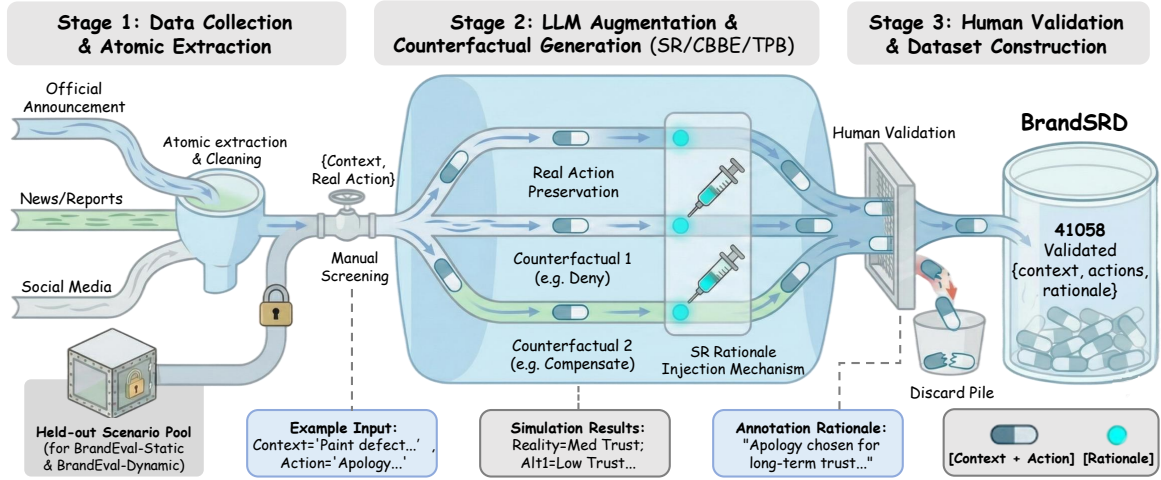 Stage 1: Data Collection
& Atomic Extraction
Stage 2: LLM Augmentation &
Counterfactual Generation (SR/CBBE/TPB)
Stage 3: Human Validation
& Dataset Construction
Official
Announcement
Atomic extraction
& Cleaning
News/Reports
Social Media
{Context,
Real Action}
Manual
Screening
Real Action
Preservation
Counterfactual 1
(e.g. Deny)
Counterfactual 2
(e.g. Compensate)
SR Rationale
Injection Mechanism
Human Validation
Discard Pile
BrandSRD
41058
Validated
{context, actions,
rationale}
Held-out Scenario Pool
(for BrandEval-Static
& BrandEval-Dynamic)
Example Input:
Context='Paint defect...' ,
Action='Apology...'
Simulation Results:
Reality=Med Trust;
Alt1=Low Trust...
Annotation Rationale:
"Apology chosen for
long-term trust..."
[Context + Action] [Rationale]